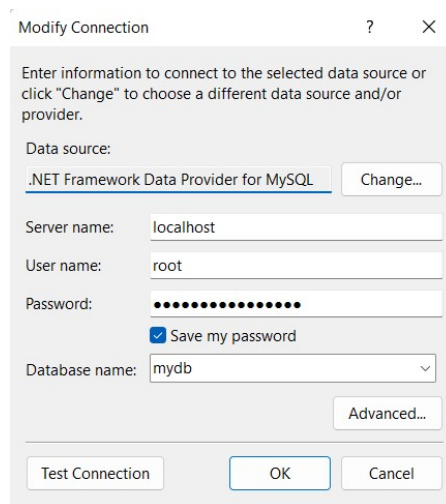 Modify Connection ? ×
Enter information to connect to the selected data source or
click "Change" to choose a different data source and/or
provider.
Data source:
.NET Framework Data Provider for MySQL Change...
Server name: localhost
User name: root
Password: ●●●●●●●●●●●●●●●●
Save my password
Database name: mydb
Advanced...
Test Connection OK Cancel